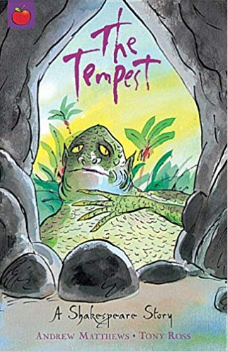 The
Tempest
A Shakespeare Story
ANDREW MATTHEWS • TONY ROSS